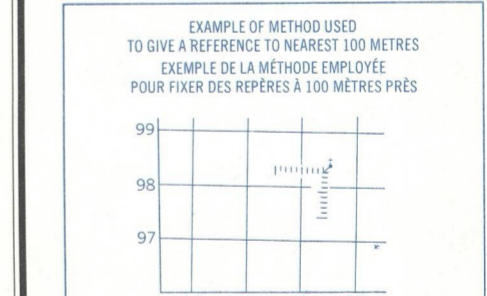 EXAMPLE OF METHOD USED
TO GIVE A REFERENCE TO NEAREST 100 METRES
EXEMPLE DE LA MÉTHODE EMPLOYÉE
POUR FIXER DES REPÈRES À 100 MÈTRES PRÈS
99
98
97